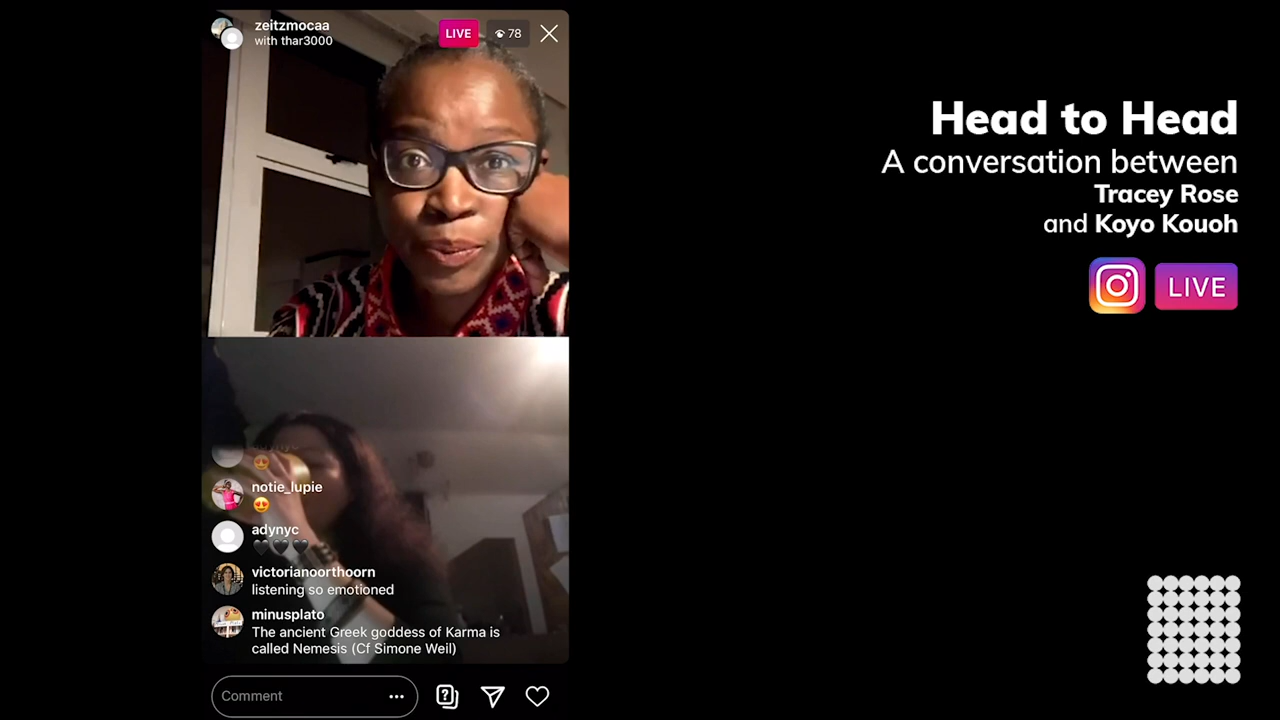 zeitzmocaa
with thar3000
LIVE
78
Head to Head
A conversation between
Tracey Rose
and Koyo Kouoh
LIVE
notie_lupie
adynyc
victorianoorthoorn
listening so emotioned
minusplato
The ancient Greek goddess of Karma is
called Nemesis (Cf Simone Weil)
Comment